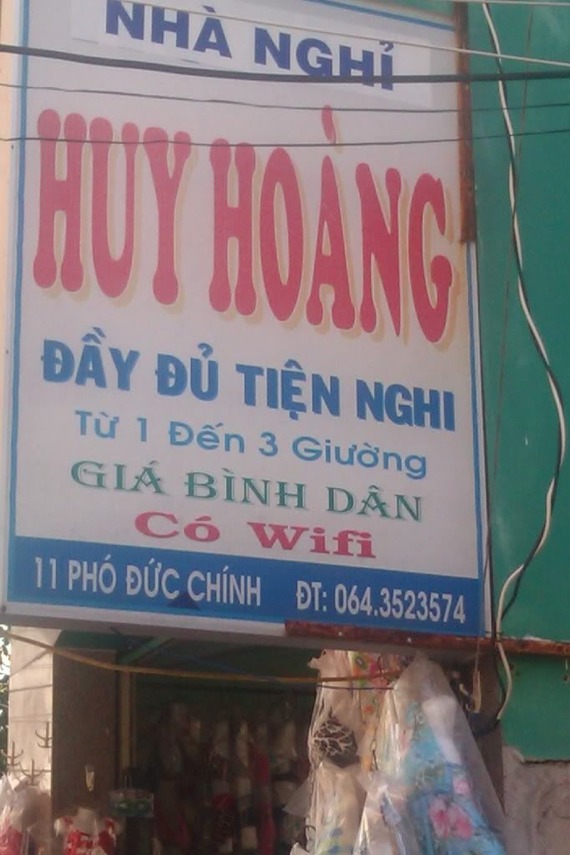 NHÀ NGHỈ
HUY HOÀNG
ĐẦY ĐỦ TIỆN NGHI
Từ 1 Đến 3 Giường
GIÁ BÌNH DÂN
Có Wifi
11 PHÓ ĐỨC CHÍNH ĐT: 064.3523574